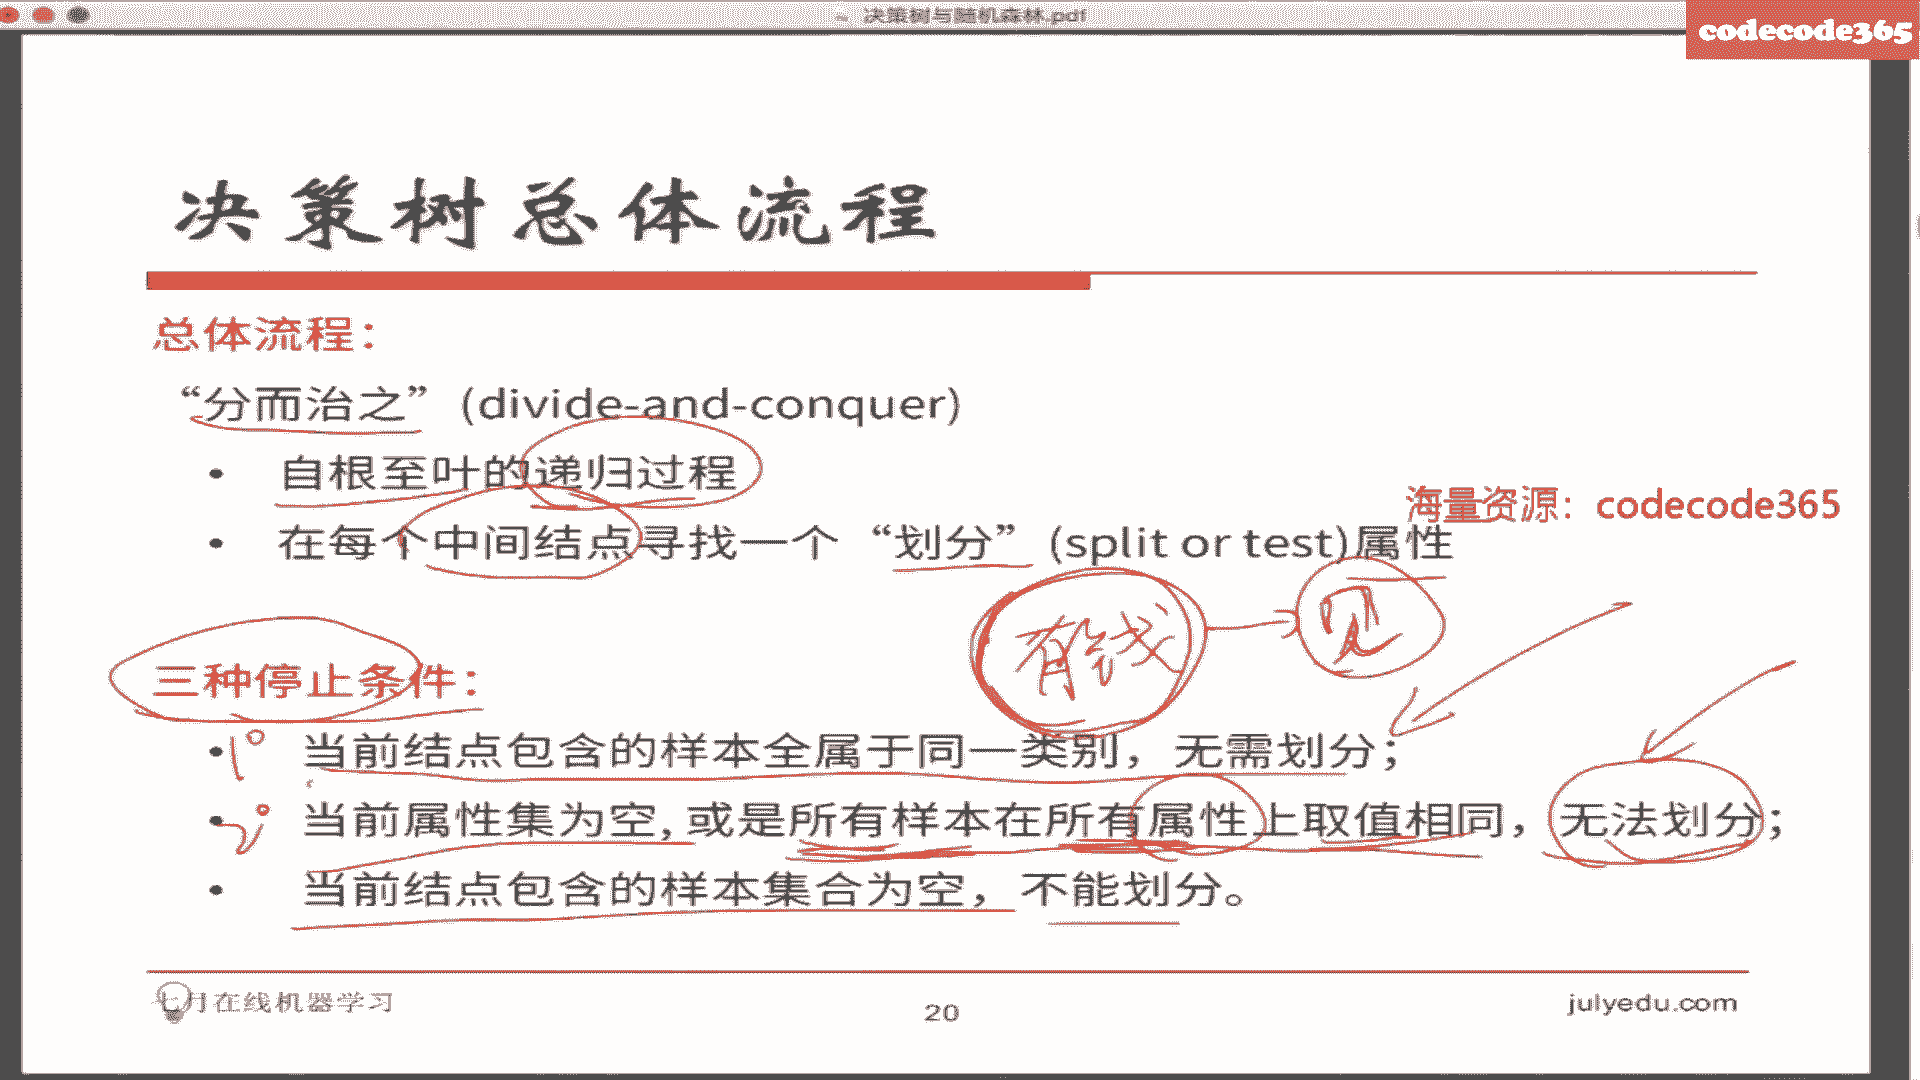 决策树与随机森林.pdf
codecode365
决策树总体流程
总体流程：
“分而治之”(divide-and-conquer)
• 自根至叶的递归过程
• 在每个中间结点寻找一个“划分”(split or test)属性
海量资源：codecode365
有钱
见
三种停止条件：
1° • 当前结点包含的样本全属于同一类别，无需划分；
2° • 当前属性集为空, 或是所有样本在所有属性上取值相同，无法划分；
• 当前结点包含的样本集合为空，不能划分。
七月在线机器学习
20
julyedu.com